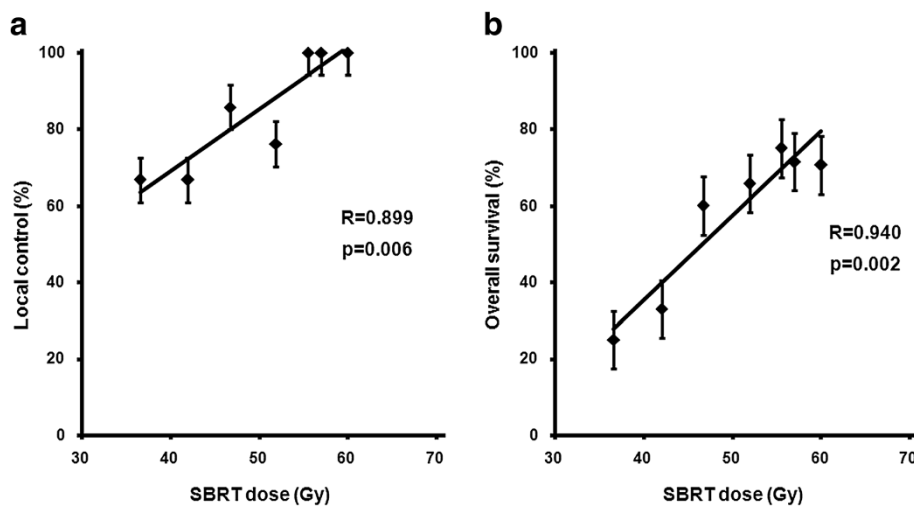 a
100
80
60
40
20
0
30 40 50 60 70
Local control (%)
SBRT dose (Gy)
R=0.899
p=0.006
b
100
80
60
40
20
0
30 40 50 60 70
Overall survival (%)
SBRT dose (Gy)
R=0.940
p=0.002